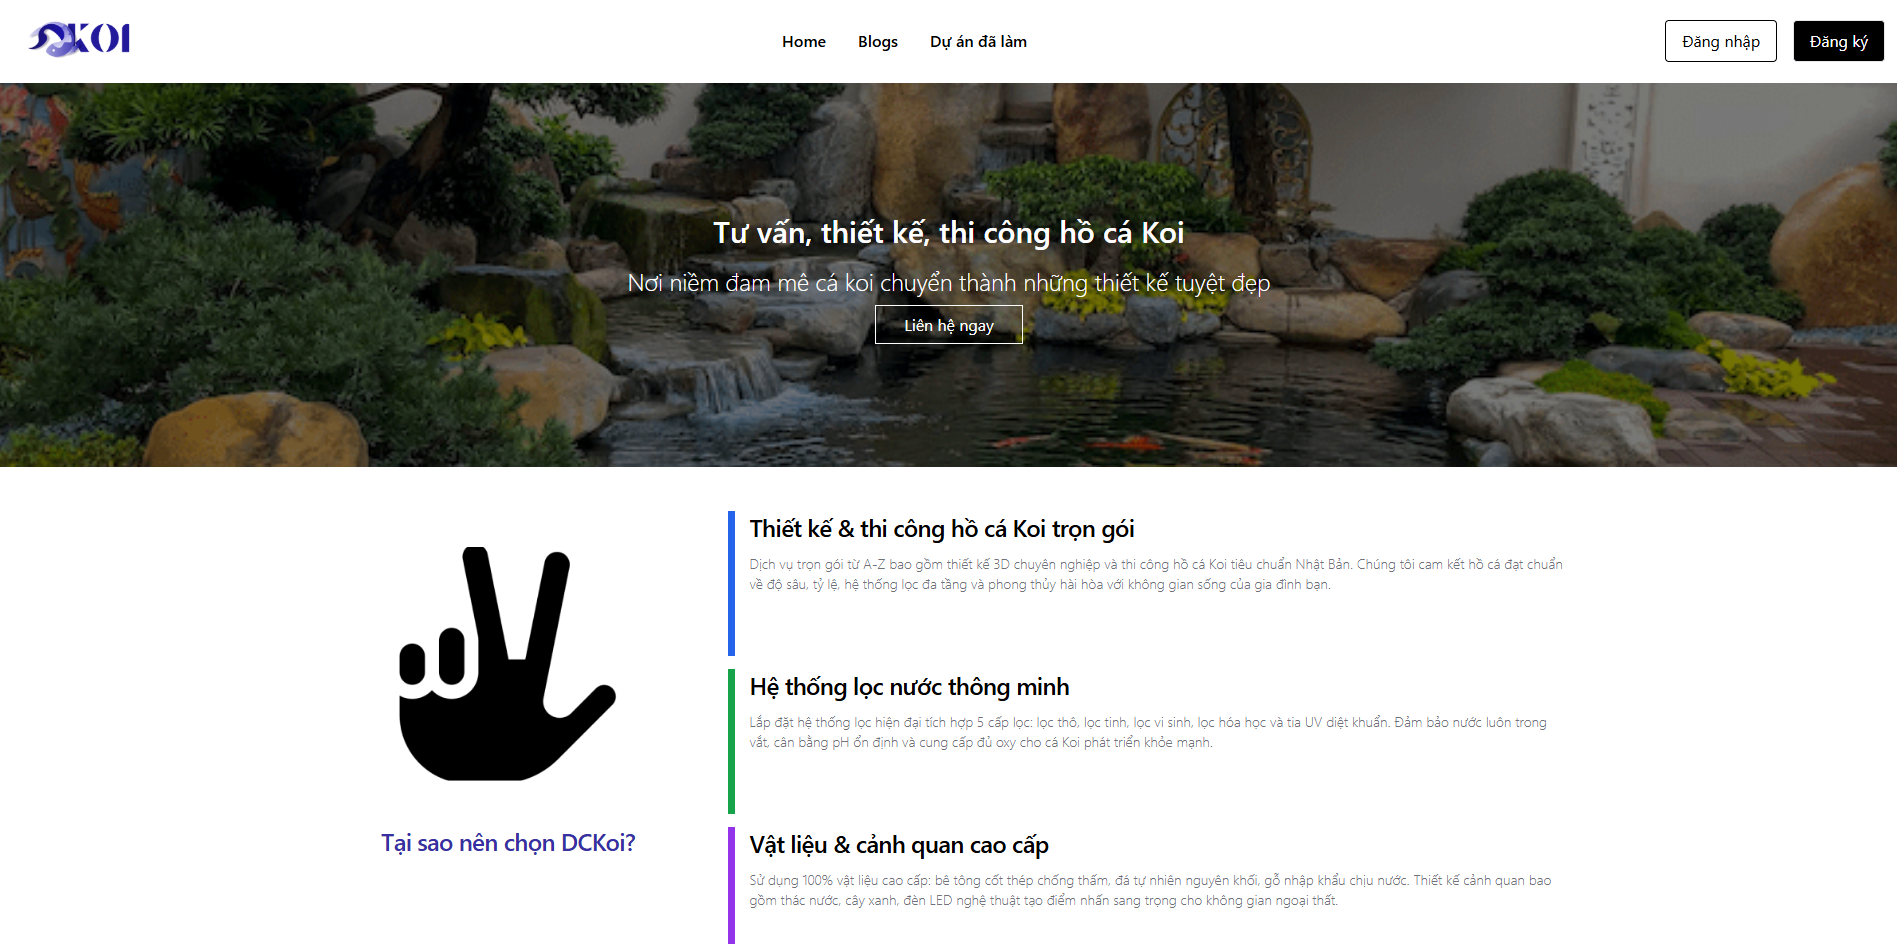 DCKOI
Home
Blogs
Dự án đã làm
Đăng nhập
Đăng ký
Tư vấn, thiết kế, thi công hồ cá Koi
Nơi niềm đam mê cá koi chuyển thành những thiết kế tuyệt đẹp
Liên hệ ngay
Tại sao nên chọn DCKoi?
Thiết kế & thi công hồ cá Koi trọn gói
Dịch vụ trọn gói từ A-Z bao gồm thiết kế 3D chuyên nghiệp và thi công hồ cá Koi tiêu chuẩn Nhật Bản. Chúng tôi cam kết hồ cá đạt chuẩn
về độ sâu, tỷ lệ, hệ thống lọc đa tầng và phong thủy hài hòa với không gian sống của gia đình bạn.
Hệ thống lọc nước thông minh
Lắp đặt hệ thống lọc hiện đại tích hợp 5 cấp lọc: lọc thô, lọc tinh, lọc vi sinh, lọc hóa học và tia UV diệt khuẩn. Đảm bảo nước luôn trong
vắt, cân bằng pH ổn định và cung cấp đủ oxy cho cá Koi phát triển khỏe mạnh.
Vật liệu & cảnh quan cao cấp
Sử dụng 100% vật liệu cao cấp: bê tông cốt thép chống thấm, đá tự nhiên nguyên khối, gỗ nhập khẩu chịu nước. Thiết kế cảnh quan bao
gồm thác nước, cây xanh, đèn LED nghệ thuật tạo điểm nhấn sang trọng cho không gian ngoại thất.